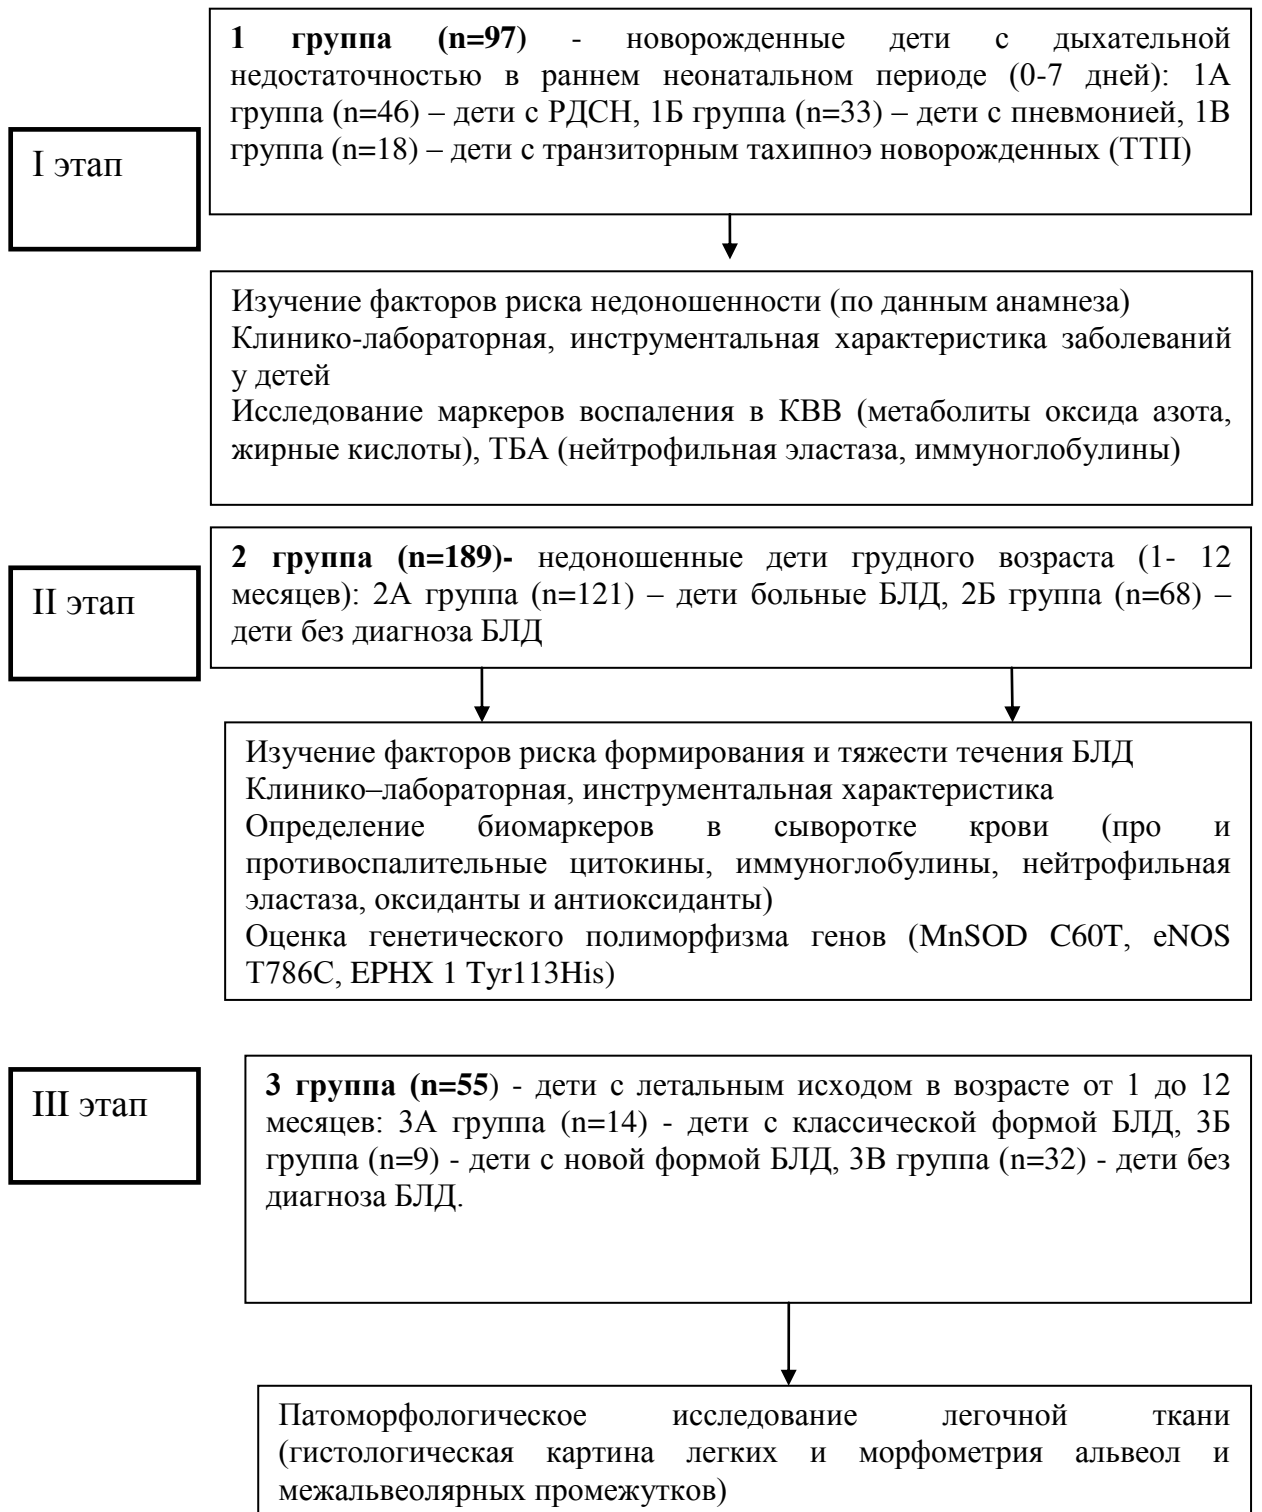 1 группа (n=97) - новорожденные дети с дыхательной
недостаточностью в раннем неонатальном периоде (0-7 дней): 1А
группа (n=46) – дети с РДСН, 1Б группа (n=33) – дети с пневмонией, 1В
группа (n=18) – дети с транзиторным тахипноэ новорожденных (ТТП)
I этап
Изучение факторов риска недоношенности (по данным анамнеза)
Клинико-лабораторная, инструментальная характеристика заболеваний
у детей
Исследование маркеров воспаления в КВВ (метаболиты оксида азота,
жирные кислоты), ТБА (нейтрофильная эластаза, иммуноглобулины)
2 группа (n=189)- недоношенные дети грудного возраста (1- 12
месяцев): 2А группа (n=121) – дети больные БЛД, 2Б группа (n=68) –
дети без диагноза БЛД
II этап
Изучение факторов риска формирования и тяжести течения БЛД
Клинико–лабораторная, инструментальная характеристика
Определение биомаркеров в сыворотке крови (про и
противоспалительные цитокины, иммуноглобулины, нейтрофильная
эластаза, оксиданты и антиоксиданты)
Оценка генетического полиморфизма генов (MnSOD C60T, eNOS
T786C, EPHX 1 Tyr113His)
III этап
3 группа (n=55) - дети с летальным исходом в возрасте от 1 до 12
месяцев: 3А группа (n=14) - дети с классической формой БЛД, 3Б
группа (n=9) - дети с новой формой БЛД, 3В группа (n=32) - дети без
диагноза БЛД.
Патоморфологическое исследование легочной ткани
(гистологическая картина легких и морфометрия альвеол и
межальвеолярных промежутков)